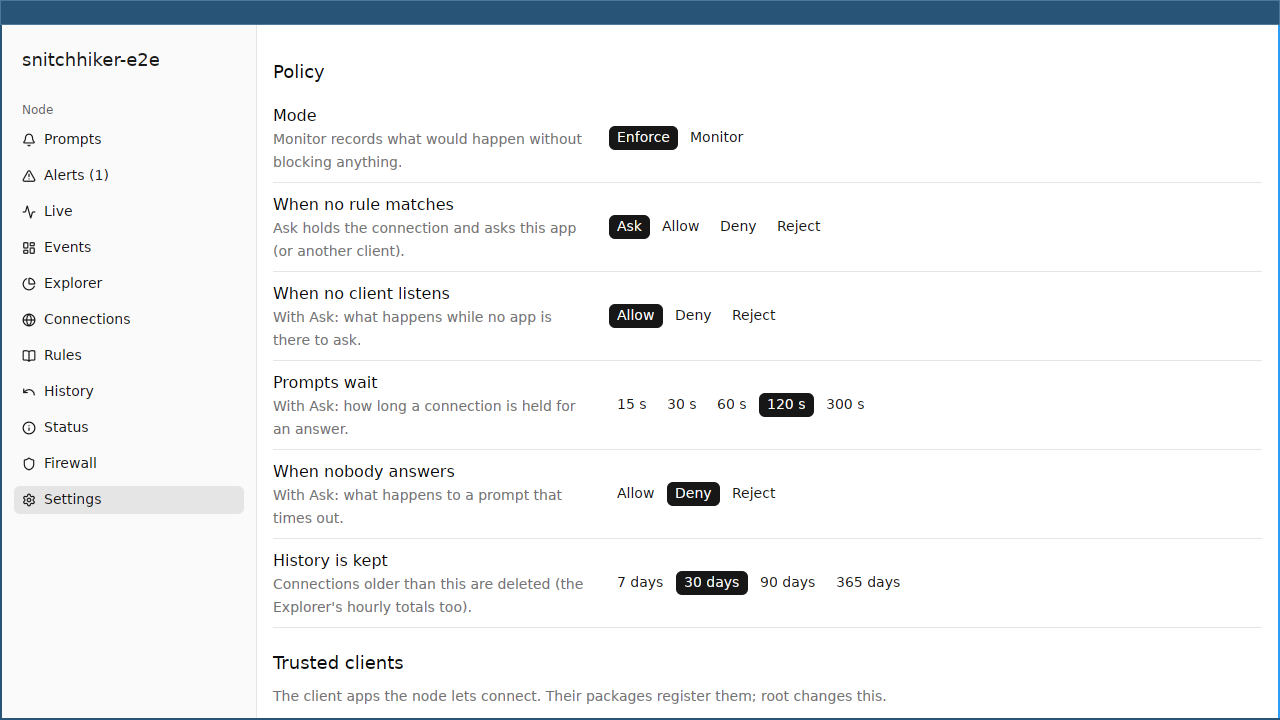 snitchhiker-e2e
Node
Prompts
Alerts (1)
Live
Events
Explorer
Connections
Rules
History
Status
Firewall
Settings
Policy
Mode
Monitor records what would happen without
blocking anything.
Enforce Monitor
When no rule matches
Ask holds the connection and asks this app
(or another client).
Ask Allow Deny Reject
When no client listens
With Ask: what happens while no app is
there to ask.
Allow Deny Reject
Prompts wait
With Ask: how long a connection is held for
an answer.
15 s 30 s 60 s 120 s 300 s
When nobody answers
With Ask: what happens to a prompt that
times out.
Allow Deny Reject
History is kept
Connections older than this are deleted (the
Explorer's hourly totals too).
7 days 30 days 90 days 365 days
Trusted clients
The client apps the node lets connect. Their packages register them; root changes this.